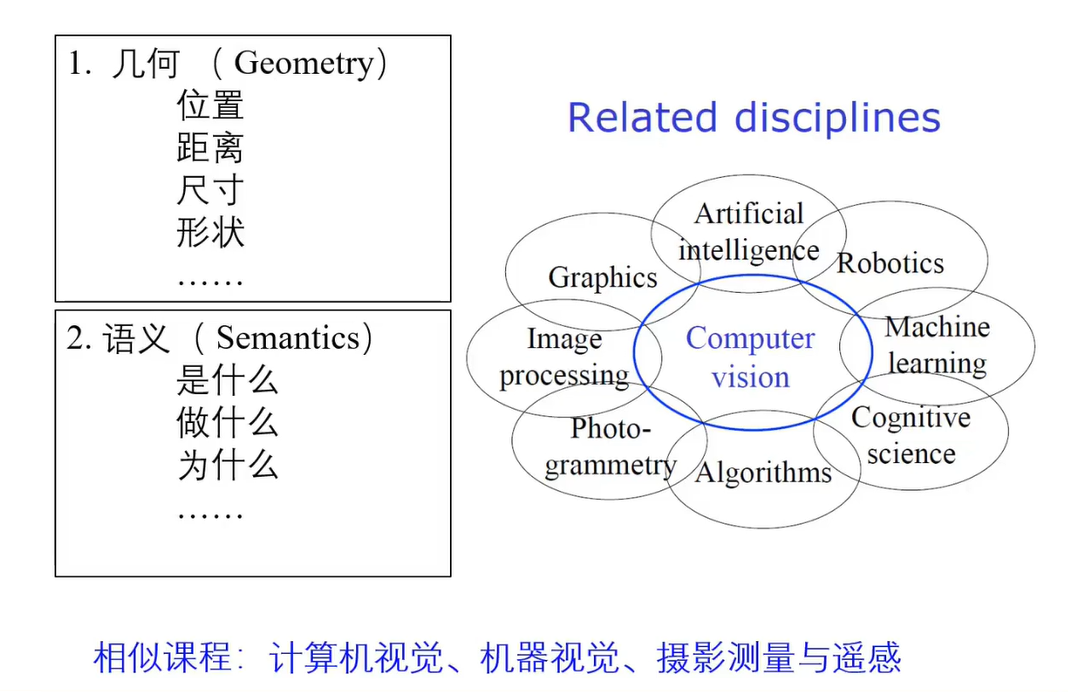 1. 几何 （ Geometry）
位置
距离
尺寸
形状
……
2. 语义 （ Semantics）
是什么
做什么
为什么
……
Related disciplines
Artificial
intelligence
Graphics
Robotics
Image
processing
Computer
vision
Machine
learning
Photo-
grammetry
Algorithms
Cognitive
science
相似课程：计算机视觉、机器视觉、摄影测量与遥感